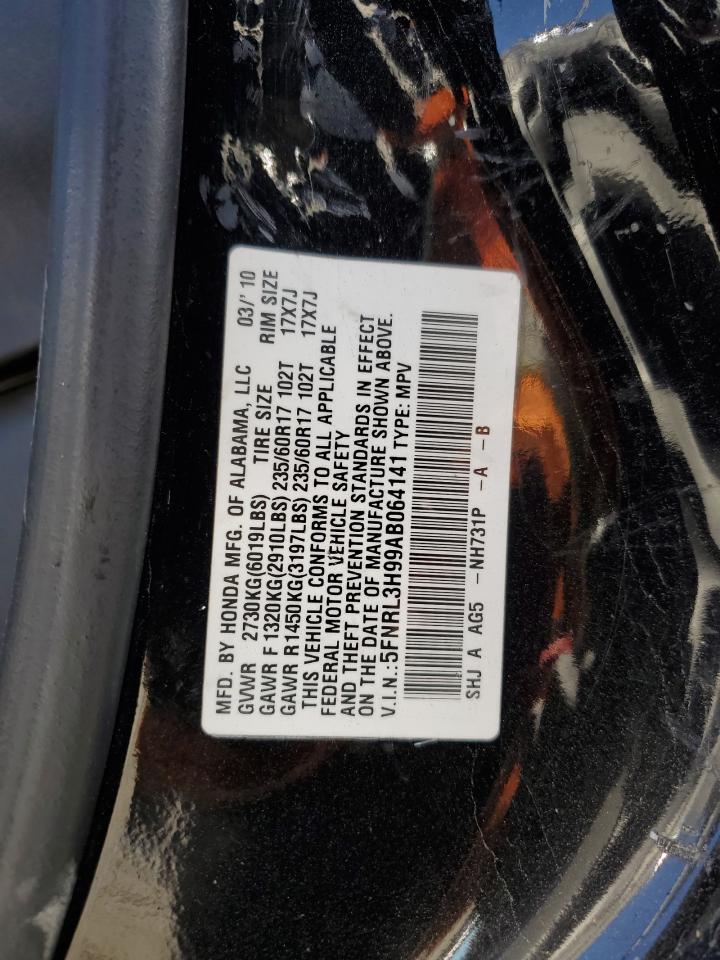 MFD. BY HONDA MFG. OF ALABAMA, LLC 03/'10
GVWR 2730KG(6019LBS) TIRE SIZE RIM SIZE
GAWR F 1320KG(2910LBS) 235/60R17 102T 17X7J
GAWR R1450KG(3197LBS) 235/60R17 102T 17X7J
THIS VEHICLE CONFORMS TO ALL APPLICABLE
FEDERAL MOTOR VEHICLE SAFETY
AND THEFT PREVENTION STANDARDS IN EFFECT
ON THE DATE OF MANUFACTURE SHOWN ABOVE.
V.I.N.:5FNRL3H99AB064141 TYPE: MPV
SHJ A AG5 -NH731P -A -B